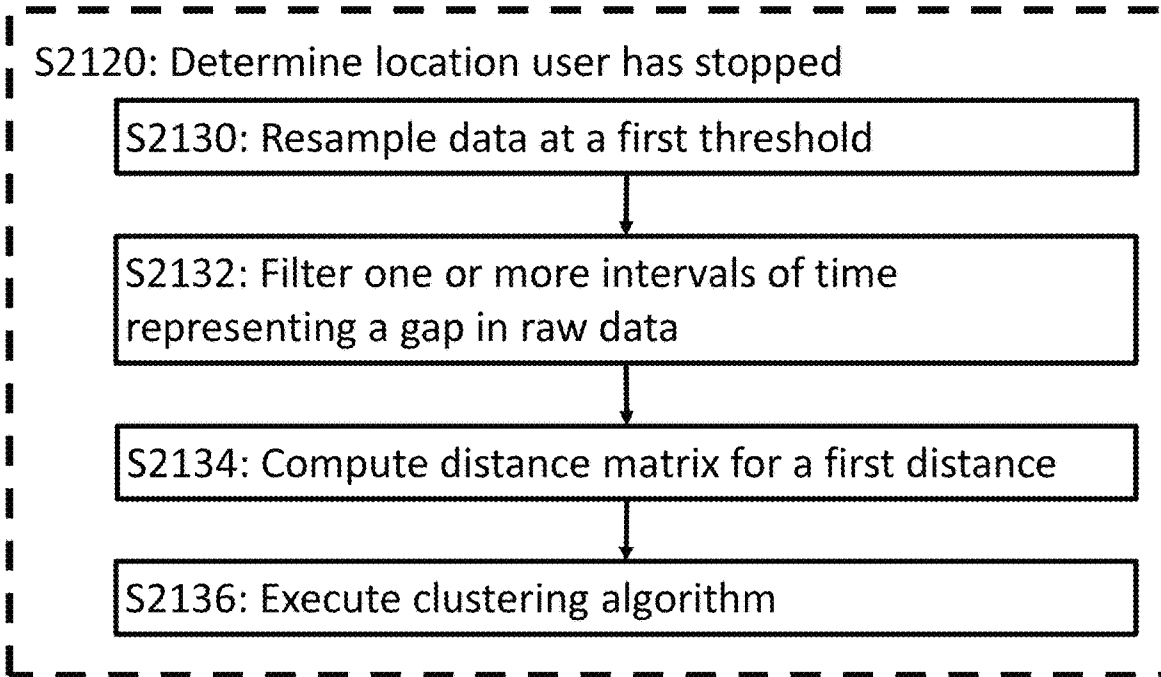 S2120: Determine location user has stopped
S2130: Resample data at a first threshold
S2132: Filter one or more intervals of time
representing a gap in raw data
S2134: Compute distance matrix for a first distance
S2136: Execute clustering algorithm